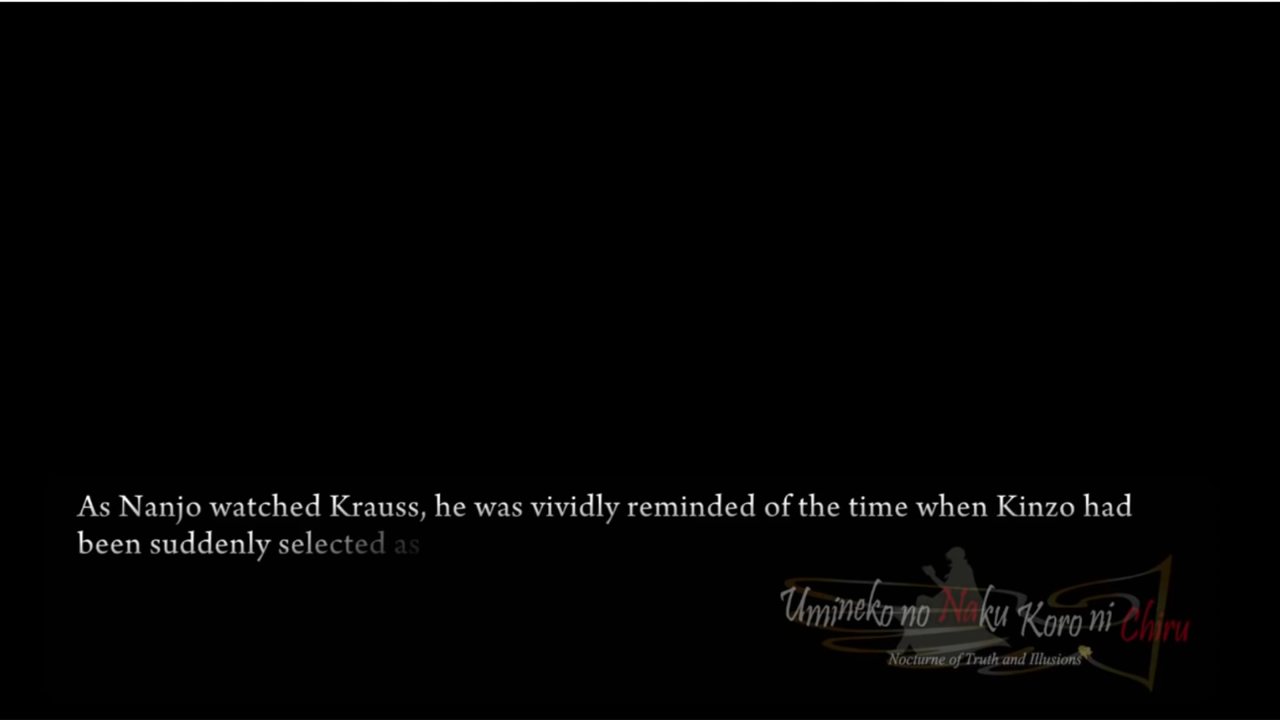 As Nanjo watched Krauss, he was vividly reminded of the time when Kinzo had
been suddenly selected as
Umineko no Naku Koro ni Chiru
Nocturne of Truth and Illusions